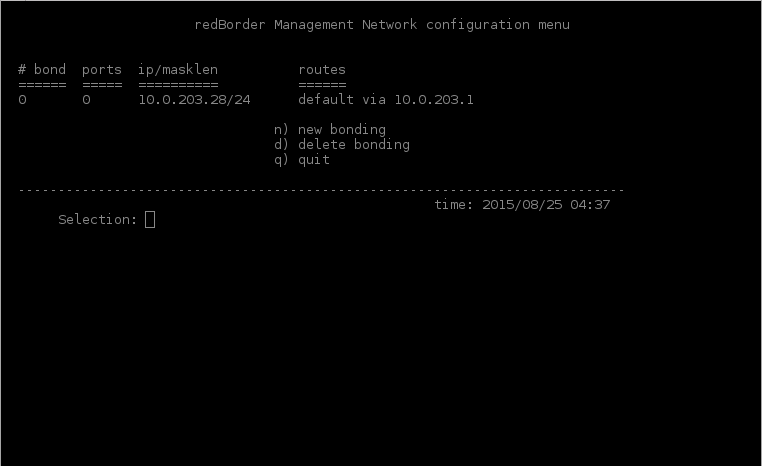 redBorder Management Network configuration menu
# bond  ports  ip/masklen          routes
======  =====  ==========          ======
0       0      10.0.203.28/24      default via 10.0.203.1
n) new bonding
d) delete bonding
q) quit
----------------------------------------------------------------------------
time: 2015/08/25 04:37
Selection: